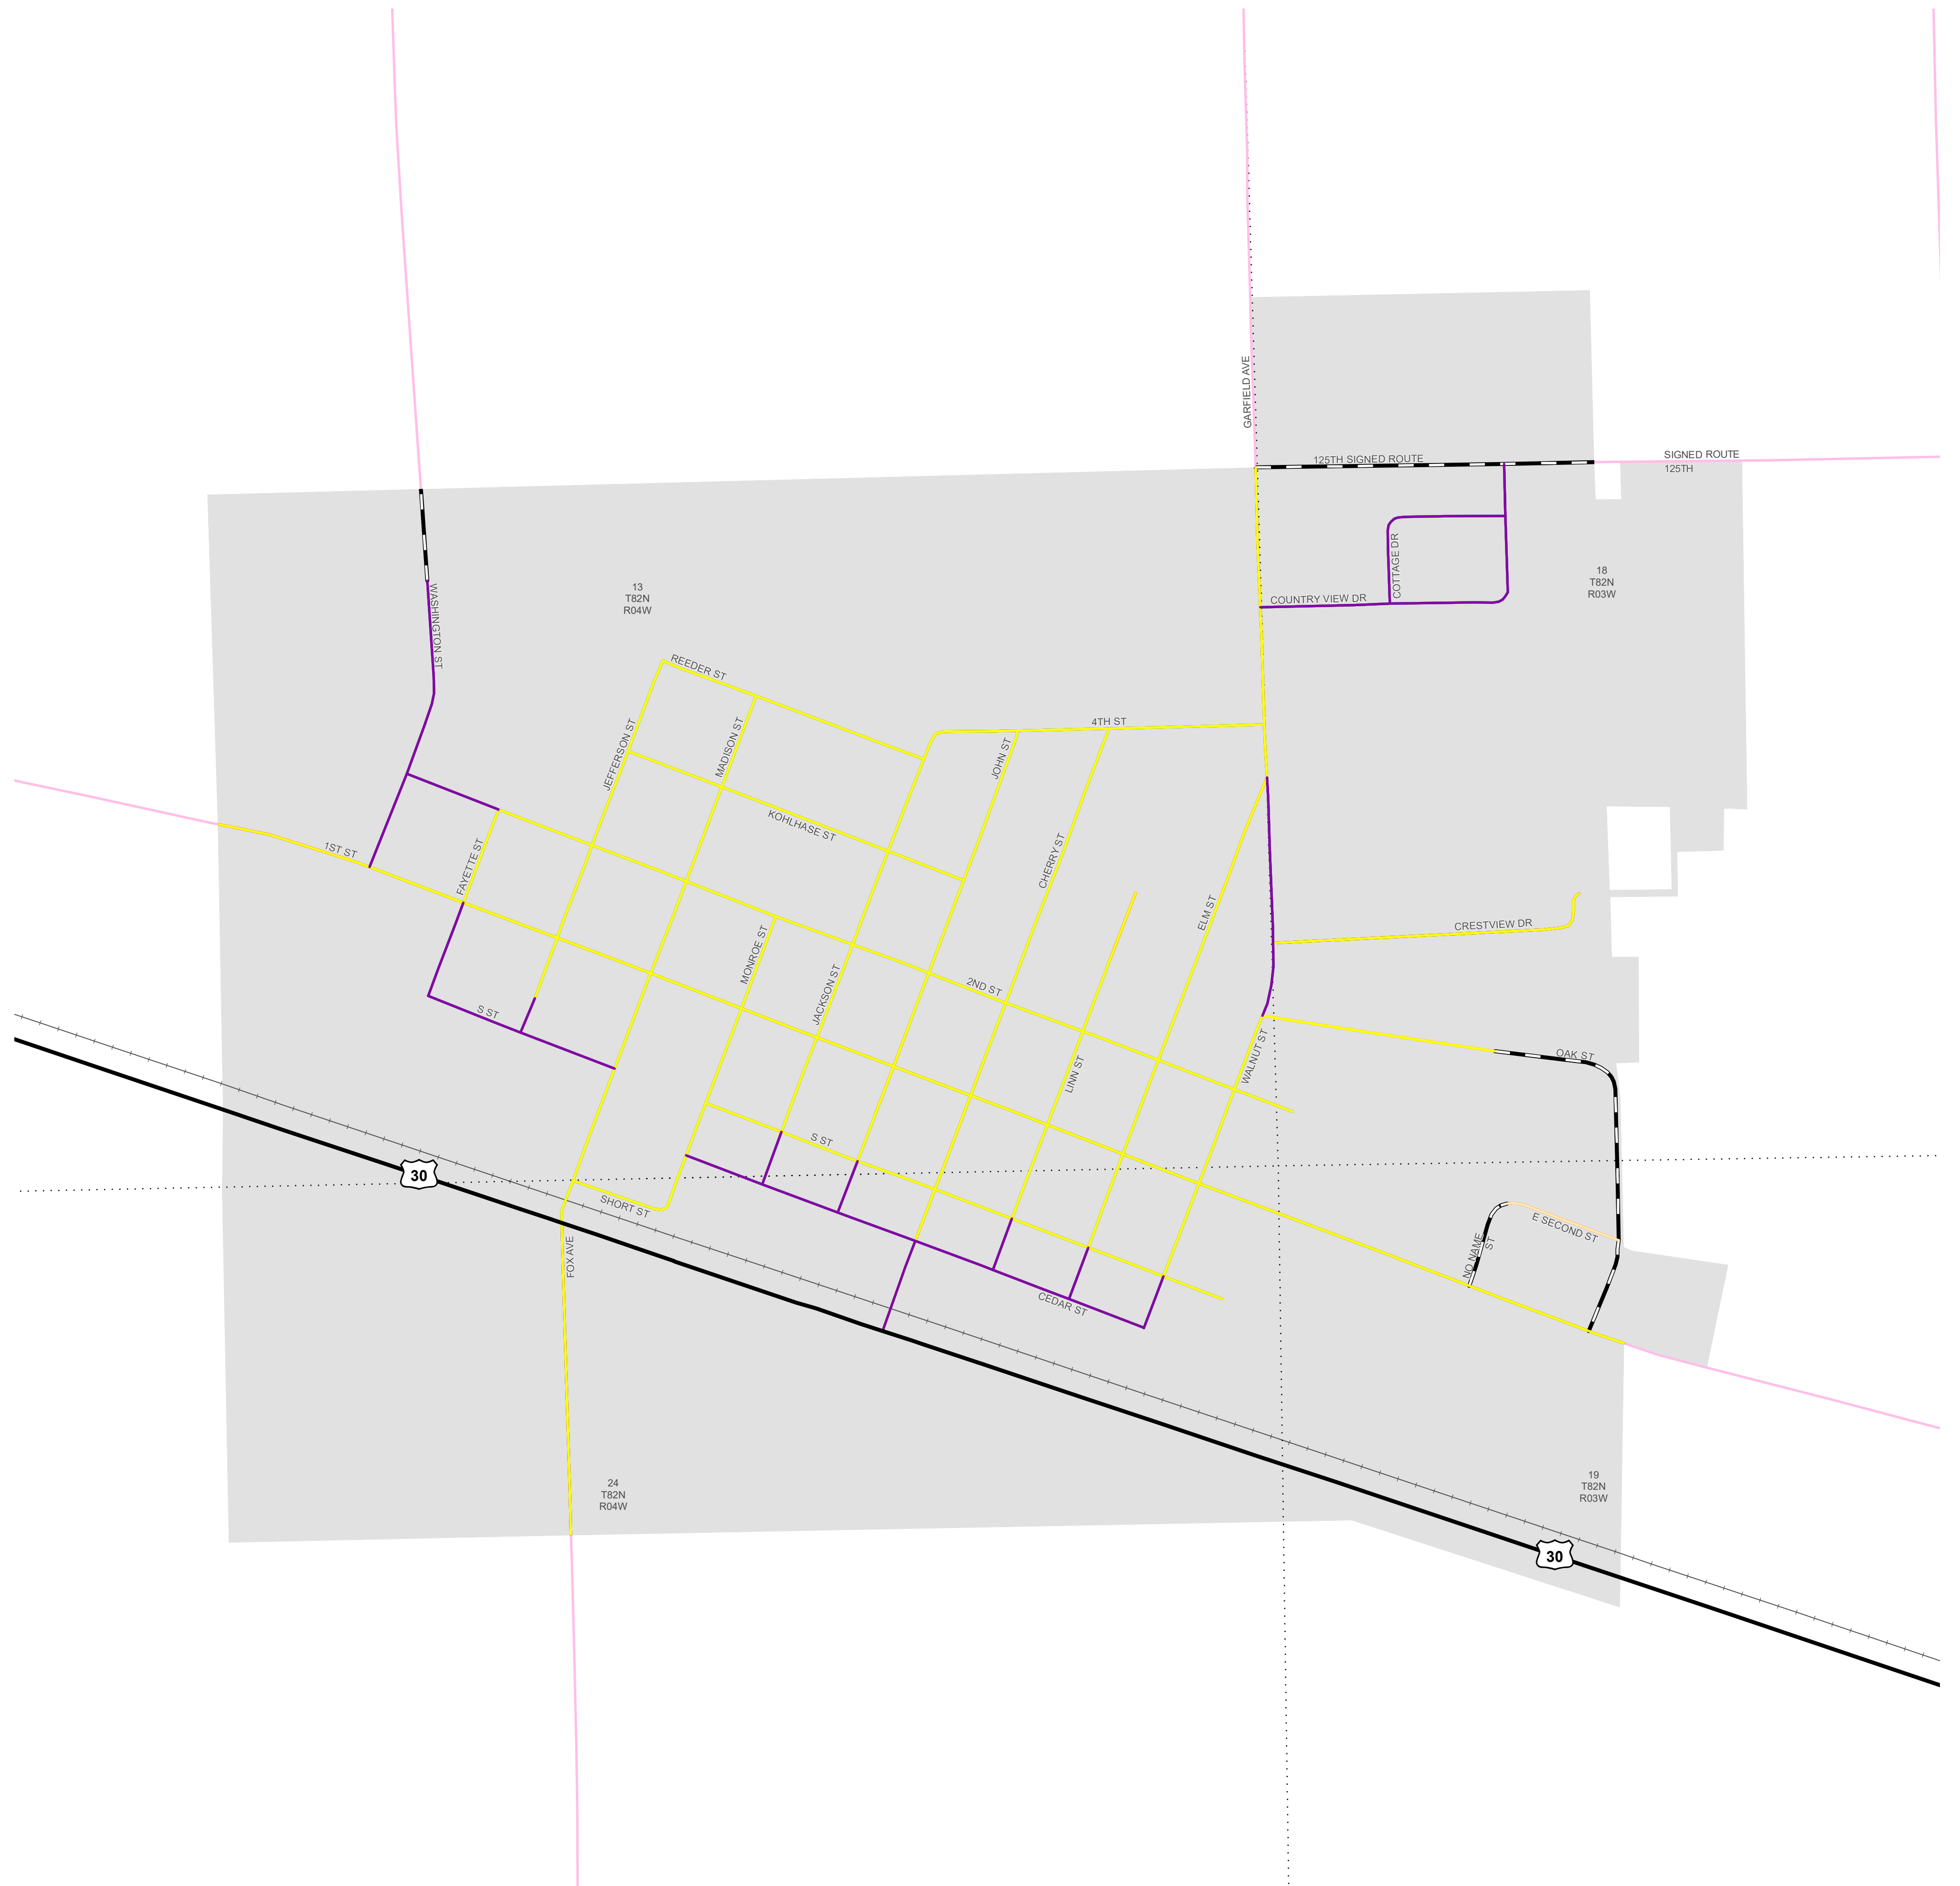 GARFIELD AVE
125TH SIGNED ROUTE
SIGNED ROUTE
125TH
WASHINGTON ST
13
T82N
R04W
COTTAGE DR
COUNTRY VIEW DR
18
T82N
R03W
REEDER ST
JEFFERSON ST
MADISON ST
4TH ST
JOHN ST
KOHLHASE ST
CHERRY ST
1ST ST
FAYETTE ST
ELM ST
CRESTVIEW DR
MONROE ST
JACKSON ST
2ND ST
S ST
LINN ST
WALNUT ST
OAK ST
S ST
30
SHORT ST
FOX AVE
E SECOND ST
NO NAME
ST
CEDAR ST
24
T82N
R04W
19
T82N
R03W
30